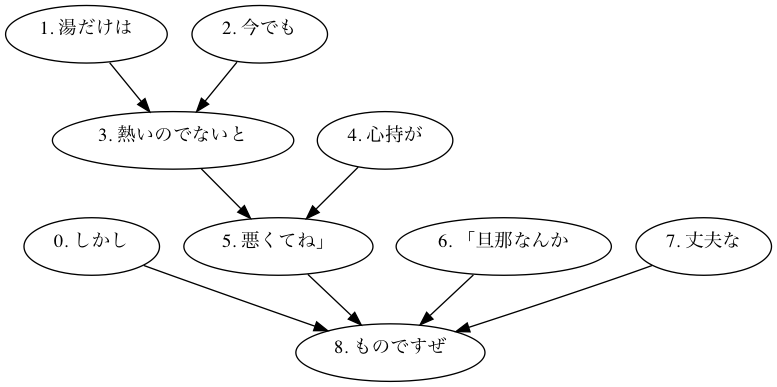 1. 湯だけは
2. 今でも
3. 熱いのでないと
4. 心持が
0. しかし
5. 悪くてね」
6. 「旦那なんか
7. 丈夫な
8. ものですぜ